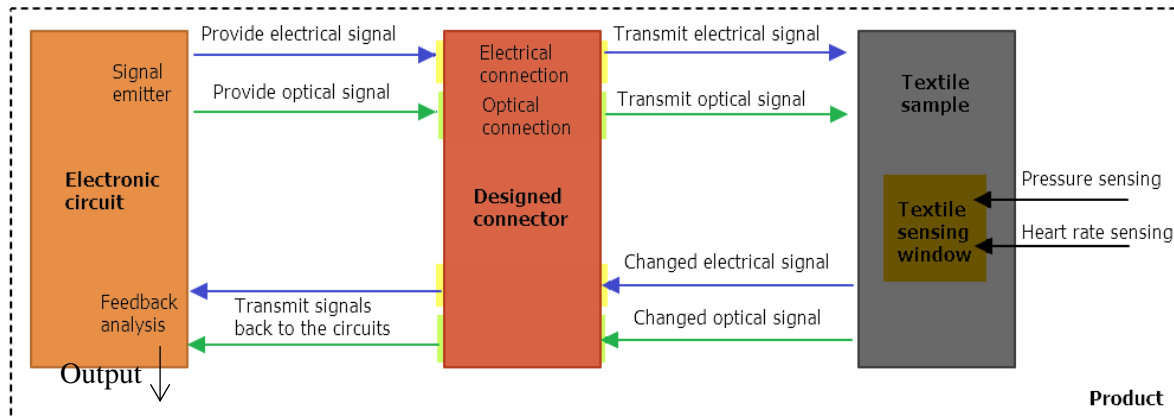 Provide electrical signal
Transmit electrical signal
Signal
emitter
Electrical
connection
Provide optical signal
Transmit optical signal
Optical
connection
Textile
sample
Electronic
circuit
Designed
connector
Textile
sensing
window
Pressure sensing
Heart rate sensing
Changed electrical signal
Feedback
analysis
Transmit signals
back to the circuits
Changed optical signal
Output
Product